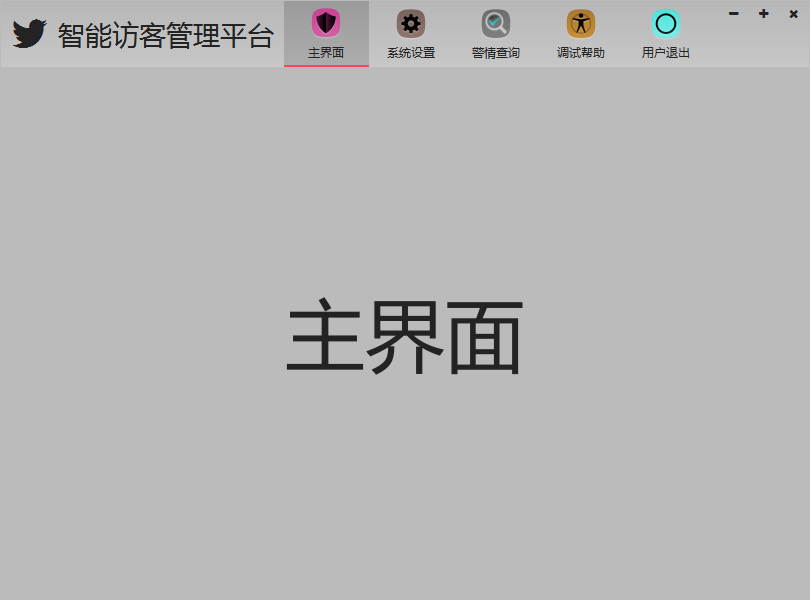 智能访客管理平台
主界面
系统设置
警情查询
调试帮助
用户退出
主界面